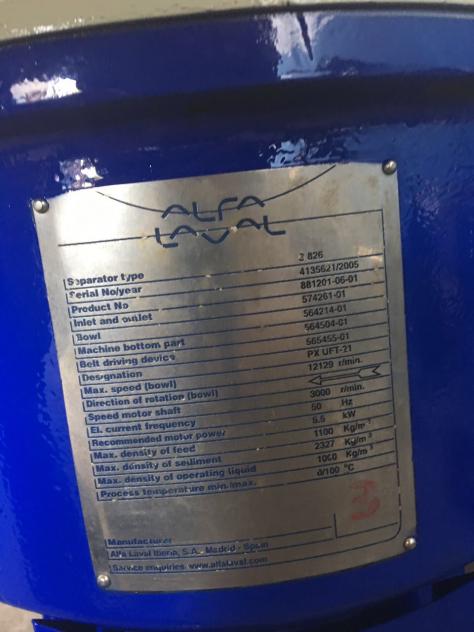 ALFA
LAVAL
Separator type 2 826
Serial No/year 4135621/2005
Product No 881201-06-01
Inlet and outlet 574261-01
Bowl 564214-01
Machine bottom part 564504-01
Belt driving device 565455-01
Designation PX UFT-21
Max. speed (bowl) 12129 r/min.
Direction of rotation (bowl)
Speed motor shaft 3000 r/min.
El. current frequency 50 Hz
Recommended motor power 5.5 kW
Max. density of feed 1100 Kg/m³
Max. density of sediment 2327 Kg/m³
Max. density of operating liquid 1000 Kg/m³
Process temperature min./max. 0/100 °C
3
Manufacturer
Alfa Laval Iberia, S.A., Madrid - Spain
Service enquiries: www.alfalaval.com